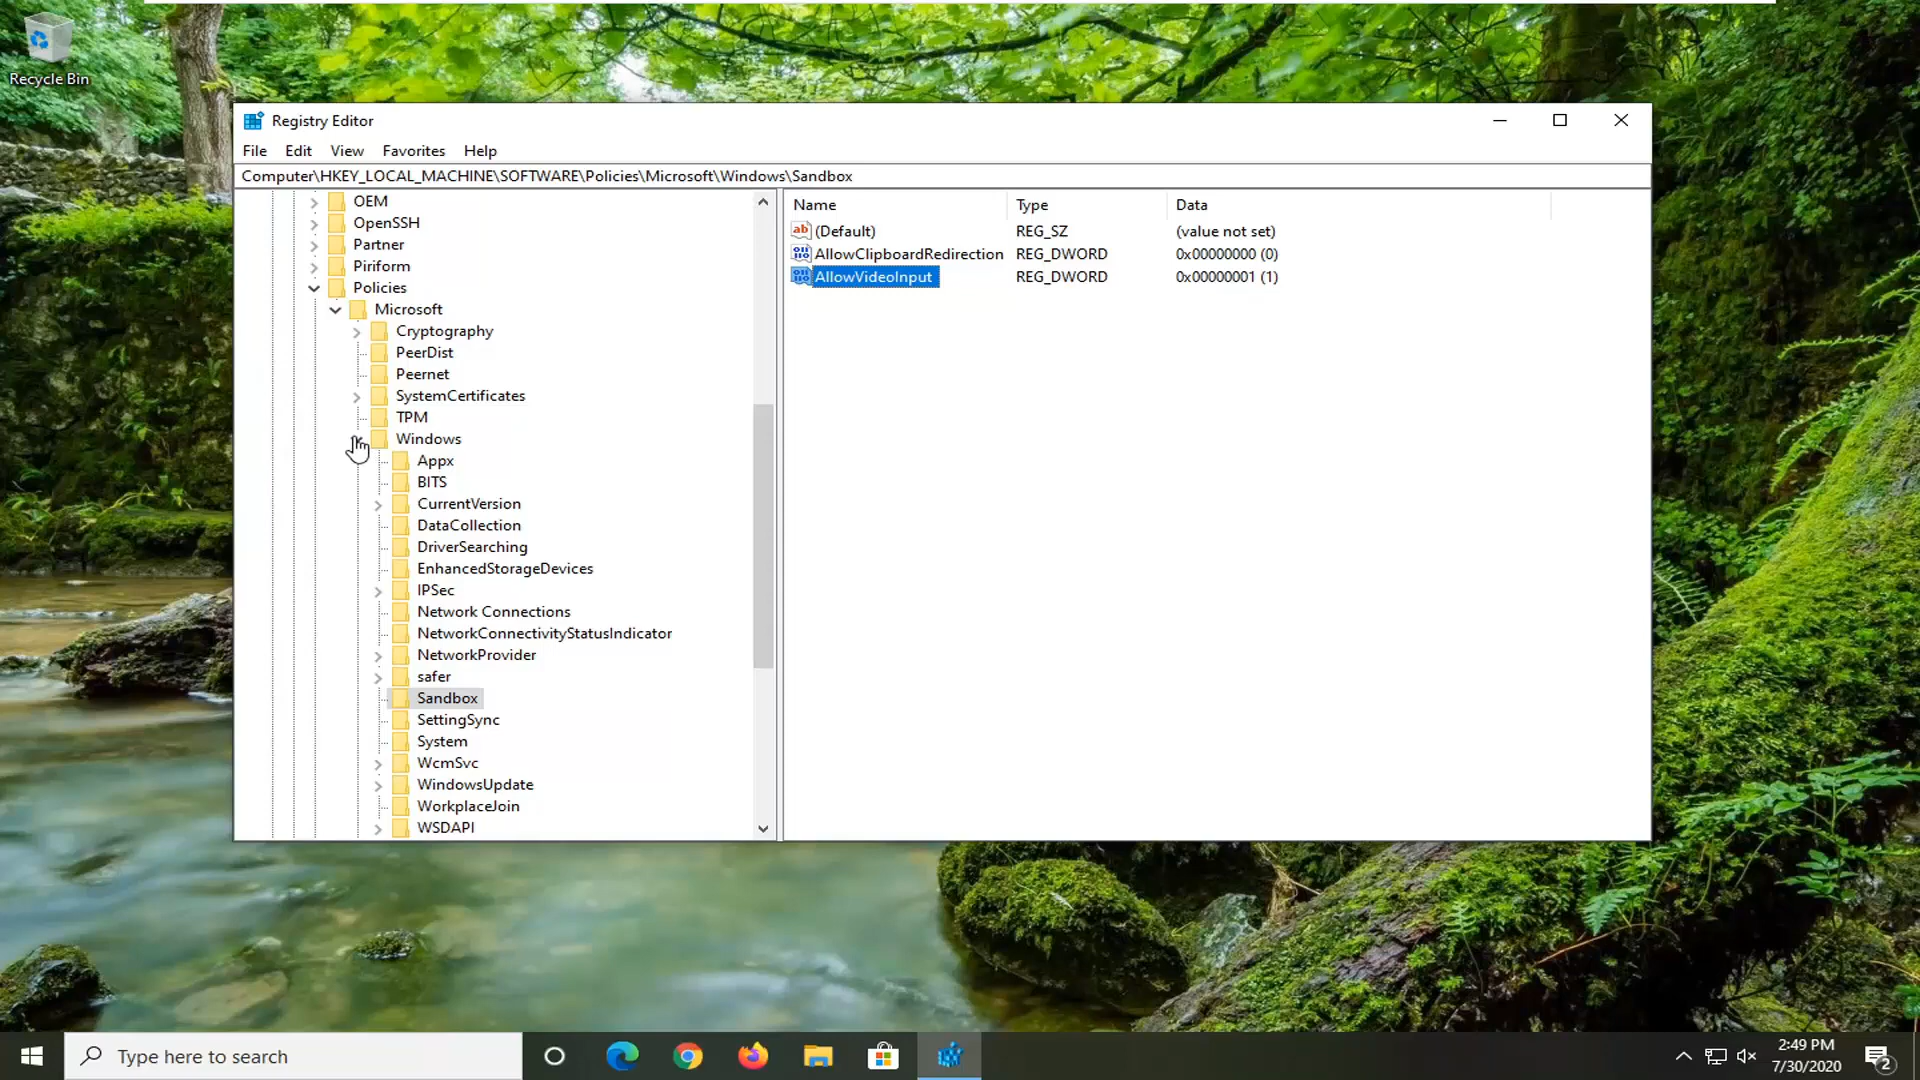 Recycle Bin
Registry Editor
File Edit View Favorites Help
Computer\HKEY_LOCAL_MACHINE\SOFTWARE\Policies\Microsoft\Windows\Sandbox
OEM
OpenSSH
Partner
Piriform
Policies
Microsoft
Cryptography
PeerDist
Peernet
SystemCertificates
TPM
Windows
Appx
BITS
CurrentVersion
DataCollection
DriverSearching
EnhancedStorageDevices
IPSec
Network Connections
NetworkConnectivityStatusIndicator
NetworkProvider
safer
Sandbox
SettingSync
System
WcmSvc
WindowsUpdate
WorkplaceJoin
WSDAPI
Name Type Data
(Default) REG_SZ (value not set)
AllowClipboardRedirection REG_DWORD 0x00000000 (0)
AllowVideoInput REG_DWORD 0x00000001 (1)
Type here to search
2:49 PM
7/30/2020
2